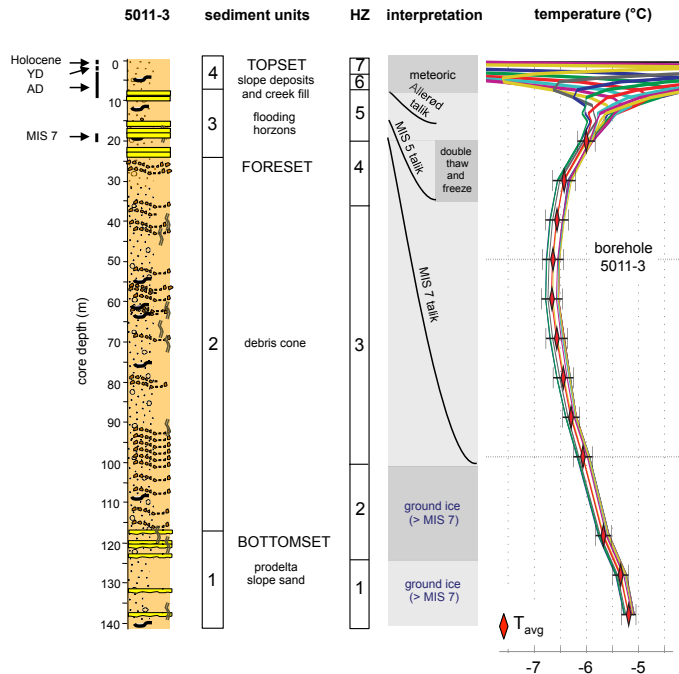 5011-3
sediment units
HZ
interpretation
temperature (°C)
Holocene
YD
AD
MIS 7
core depth (m)
0
10
20
30
40
50
60
70
80
90
100
110
120
130
140
4
TOPSET
slope deposits
and creek fill
3
flooding
horzons
FORESET
2
debris cone
BOTTOMSET
1
prodelta
slope sand
7
6
5
4
3
2
1
meteoric
Allerød
talik
MIS 5 talik
double
thaw
and
freeze
MIS 7 talik
ground ice
(> MIS 7)
ground ice
(> MIS 7)
borehole
5011-3
Tavg
-7
-6
-5